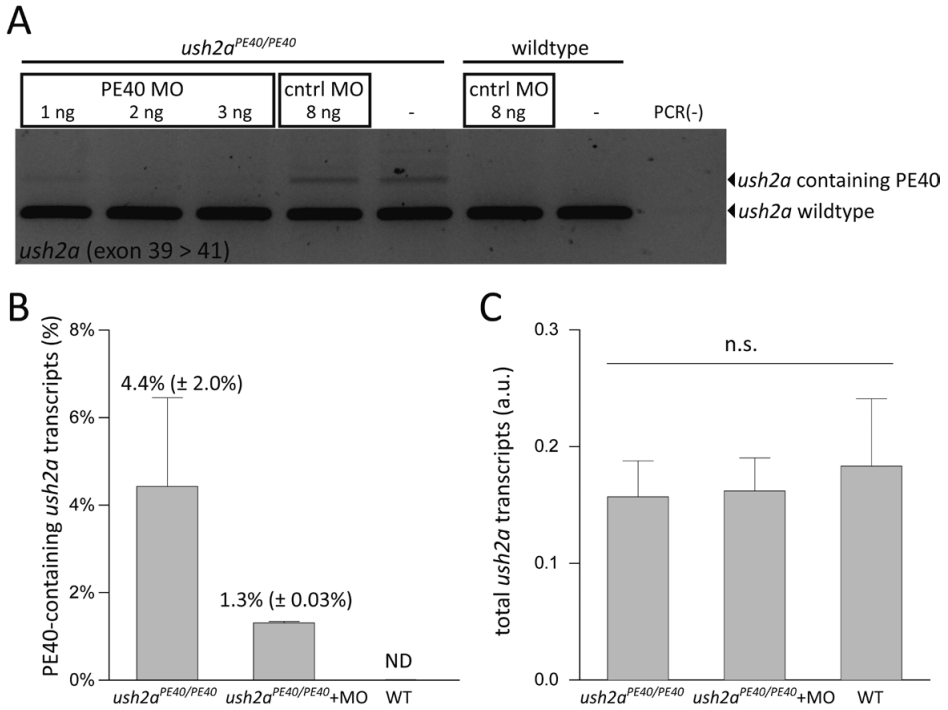 A
ush2a^PE40/PE40 wildtype
PE40 MO cntrl MO cntrl MO
1 ng 2 ng 3 ng 8 ng - 8 ng - PCR(-)
ush2a containing PE40
ush2a wildtype
ush2a (exon 39 > 41)
B
PE40-containing ush2a transcripts (%)
8%
6%
4%
2%
0%
4.4% (± 2.0%)
1.3% (± 0.03%)
ND
ush2a^PE40/PE40 ush2a^PE40/PE40+MO WT
C
total ush2a transcripts (a.u.)
0.3
0.2
0.1
0.0
n.s.
ush2a^PE40/PE40 ush2a^PE40/PE40+MO WT